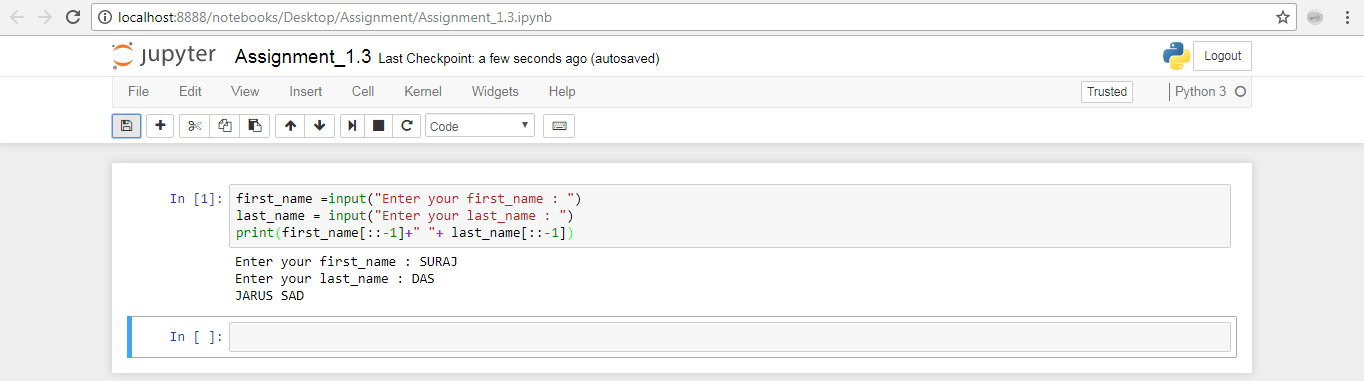 localhost:8888/notebooks/Desktop/Assignment/Assignment_1.3.ipynb
jupyter Assignment_1.3 Last Checkpoint: a few seconds ago (autosaved) Logout
File Edit View Insert Cell Kernel Widgets Help Trusted Python 3
Code
In [1]: first_name =input("Enter your first_name : ")
last_name = input("Enter your last_name : ")
print(first_name[::-1]+" "+ last_name[::-1])
Enter your first_name : SURAJ
Enter your last_name : DAS
JARUS SAD
In [ ]: